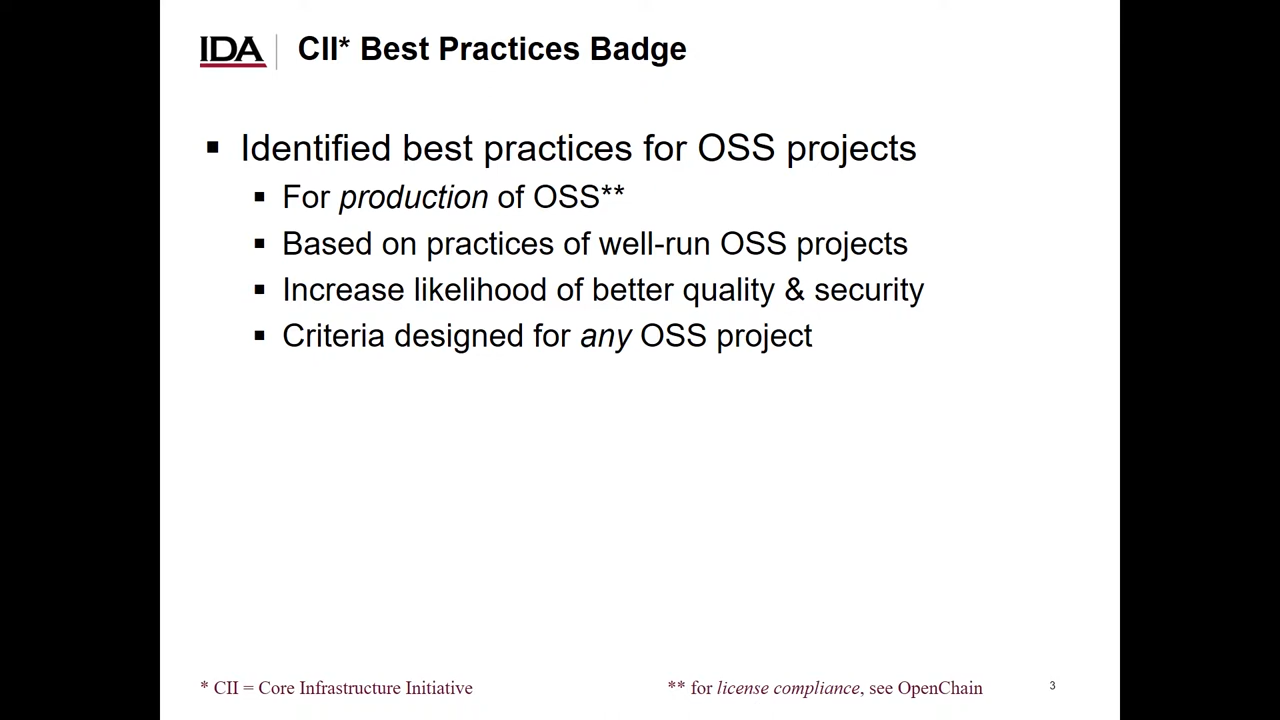 IDA
CII* Best Practices Badge
▪ Identified best practices for OSS projects
▪ For production of OSS**
▪ Based on practices of well-run OSS projects
▪ Increase likelihood of better quality & security
▪ Criteria designed for any OSS project
* CII = Core Infrastructure Initiative
** for license compliance, see OpenChain
3